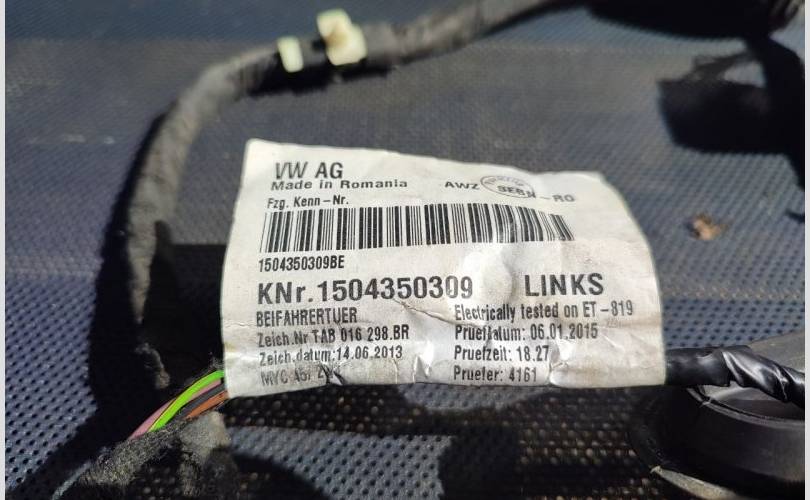 VW AG
Made in Romania AWZ SEBN - RO
Fzg. Kenn-Nr.
1504350309BE
KNr.1504350309 LINKS
BEIFAHRERTUER Electrically tested on ET-819
Zeich.Nr TAB 016 298.BR Pruefdatum: 06.01.2015
Zeich.datum:14.06.2013 Pruefzeit: 18.27
Pruefer: 4161